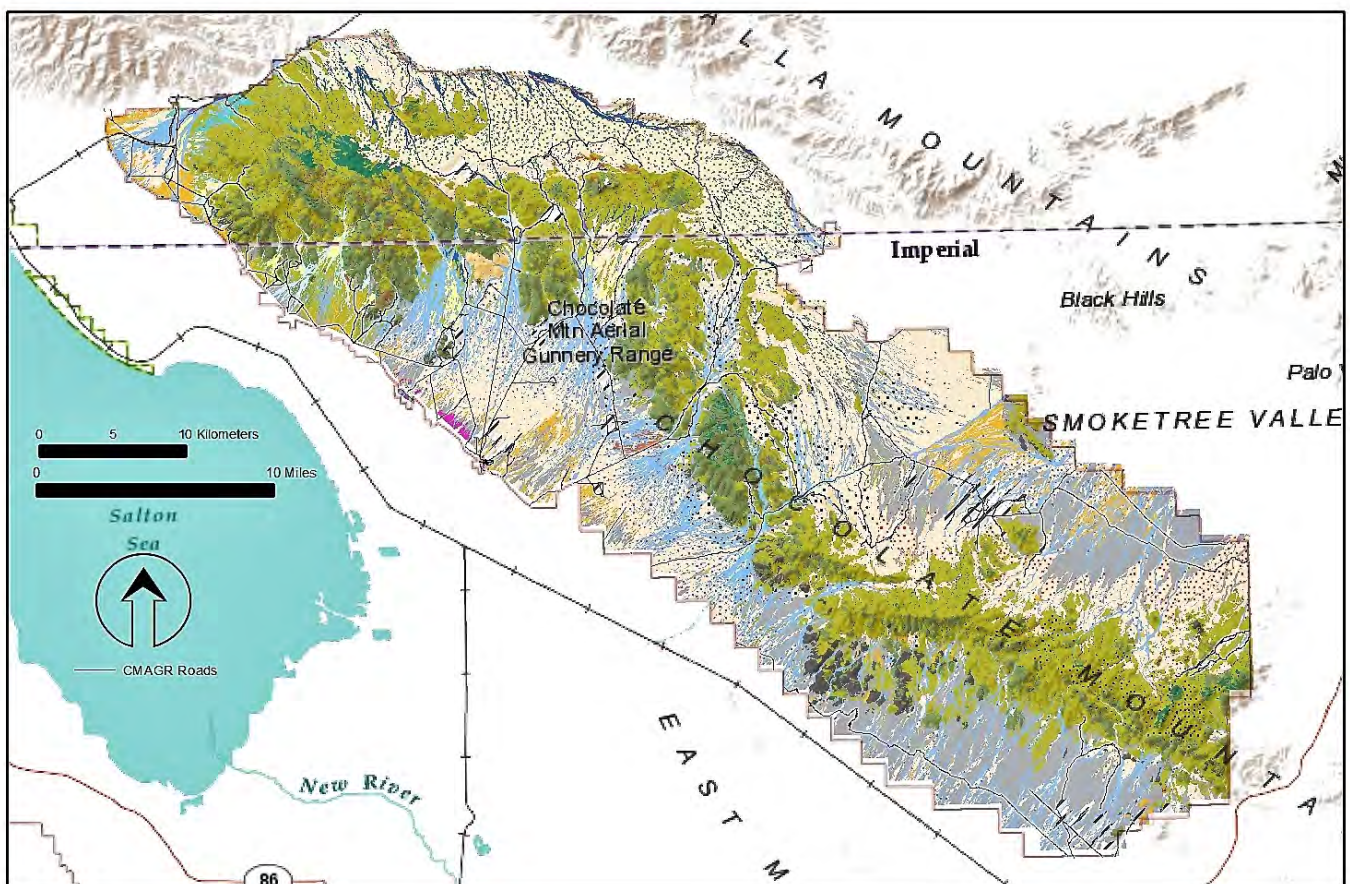 ALLA MOUNTAINS
M
Imperial
Black Hills
Chocolate
Mtn Aerial
Gunnery Range
Palo
SMOKETREE VALLE
0 5 10 Kilometers
0 10 Miles
Salton
Sea
CMAGR Roads
CHOCOLATE MOUNTA
EAST M
New River
86